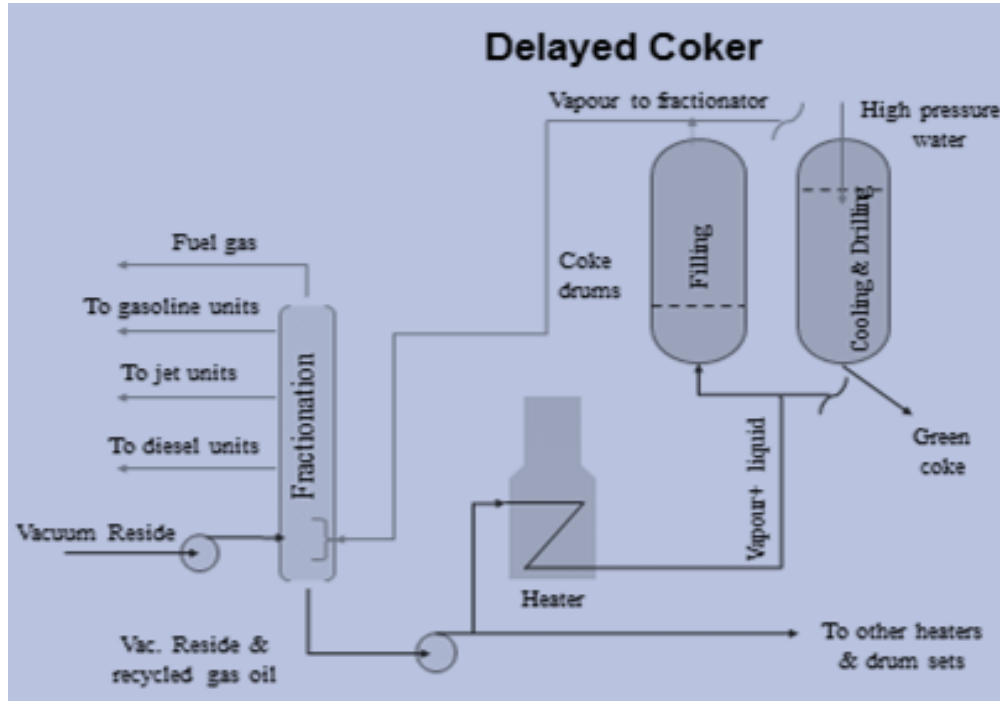 Delayed Coker
Vapour to fractionator
High pressure
water
Filling
Cooling & Drilling
Coke
drums
Fuel gas
To gasoline units
To jet units
To diesel units
Fractionation
Vacuum Reside
Vapour+ liquid
Green
coke
Heater
Vac. Reside &
recycled gas oil
To other heaters
& drum sets